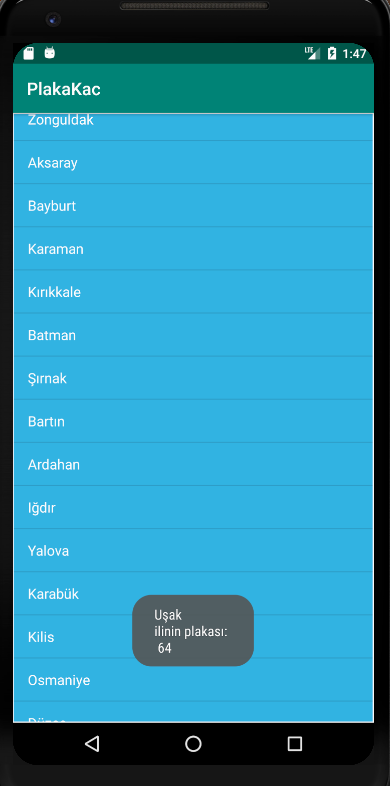 LTE 1:47
PlakaKac
Zonguldak
Aksaray
Bayburt
Karaman
Kırıkkale
Batman
Şırnak
Bartın
Ardahan
Iğdır
Yalova
Karabük
Kilis
Osmaniye
Uşak
ilinin plakası:
64